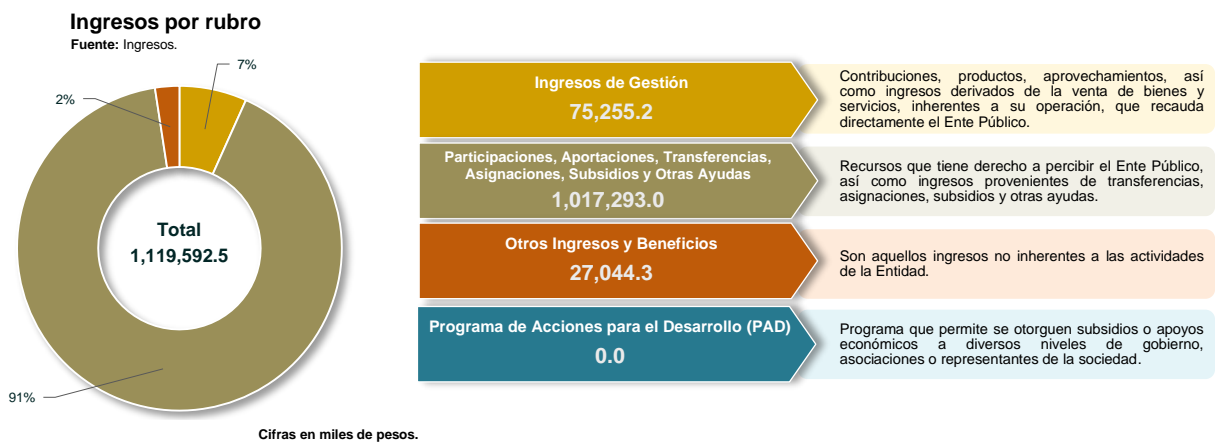 Ingresos por rubro
Fuente: Ingresos.
7%
2%
91%
Total
1,119,592.5
Ingresos de Gestión
75,255.2
Contribuciones, productos, aprovechamientos, así
como ingresos derivados de la venta de bienes y
servicios, inherentes a su operación, que recauda
directamente el Ente Público.
Participaciones, Aportaciones, Transferencias,
Asignaciones, Subsidios y Otras Ayudas
1,017,293.0
Recursos que tiene derecho a percibir el Ente Público,
así como ingresos provenientes de transferencias,
asignaciones, subsidios y otras ayudas.
Otros Ingresos y Beneficios
27,044.3
Son aquellos ingresos no inherentes a las actividades
de la Entidad.
Programa de Acciones para el Desarrollo (PAD)
0.0
Programa que permite se otorguen subsidios o apoyos
económicos a diversos niveles de gobierno,
asociaciones o representantes de la sociedad.
Cifras en miles de pesos.